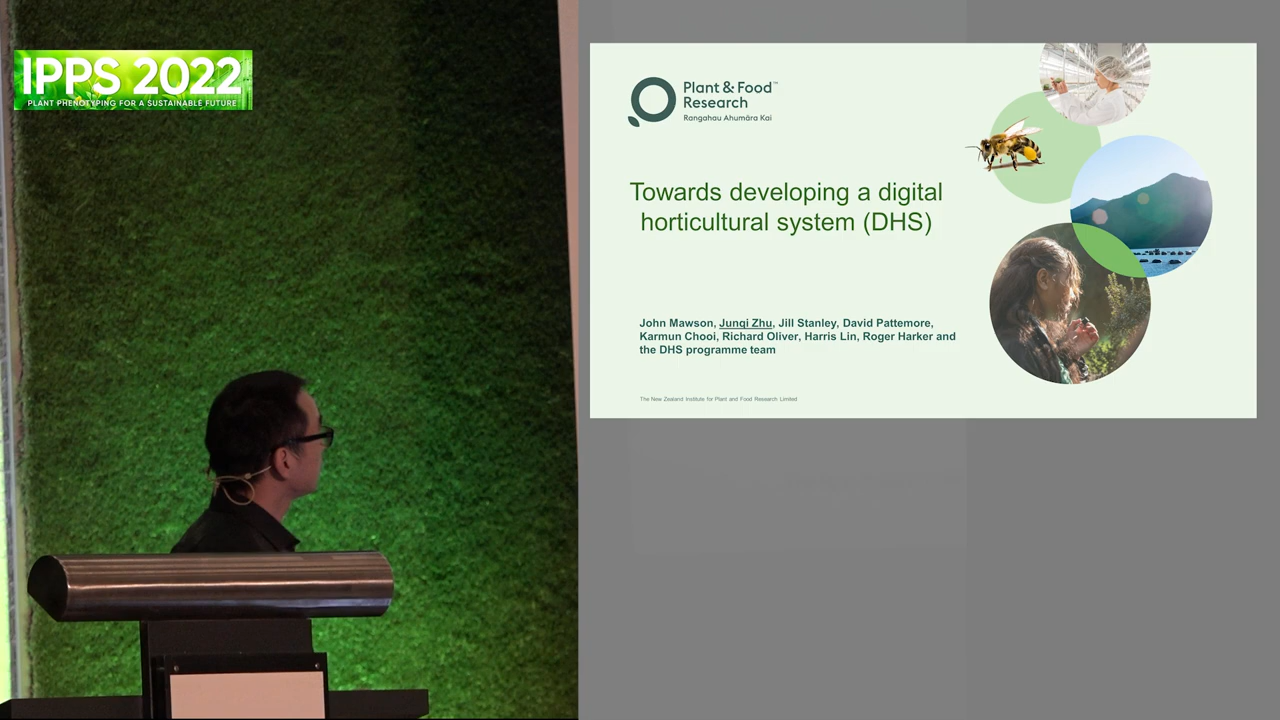 IPPS 2022
PLANT PHENOTYPING FOR A SUSTAINABLE FUTURE
Plant & Food™
Research
Rangahau Ahumāra Kai
Towards developing a digital
horticultural system (DHS)
John Mawson, Junqi Zhu, Jill Stanley, David Pattemore,
Karmun Chooi, Richard Oliver, Harris Lin, Roger Harker and
the DHS programme team
The New Zealand Institute for Plant and Food Research Limited